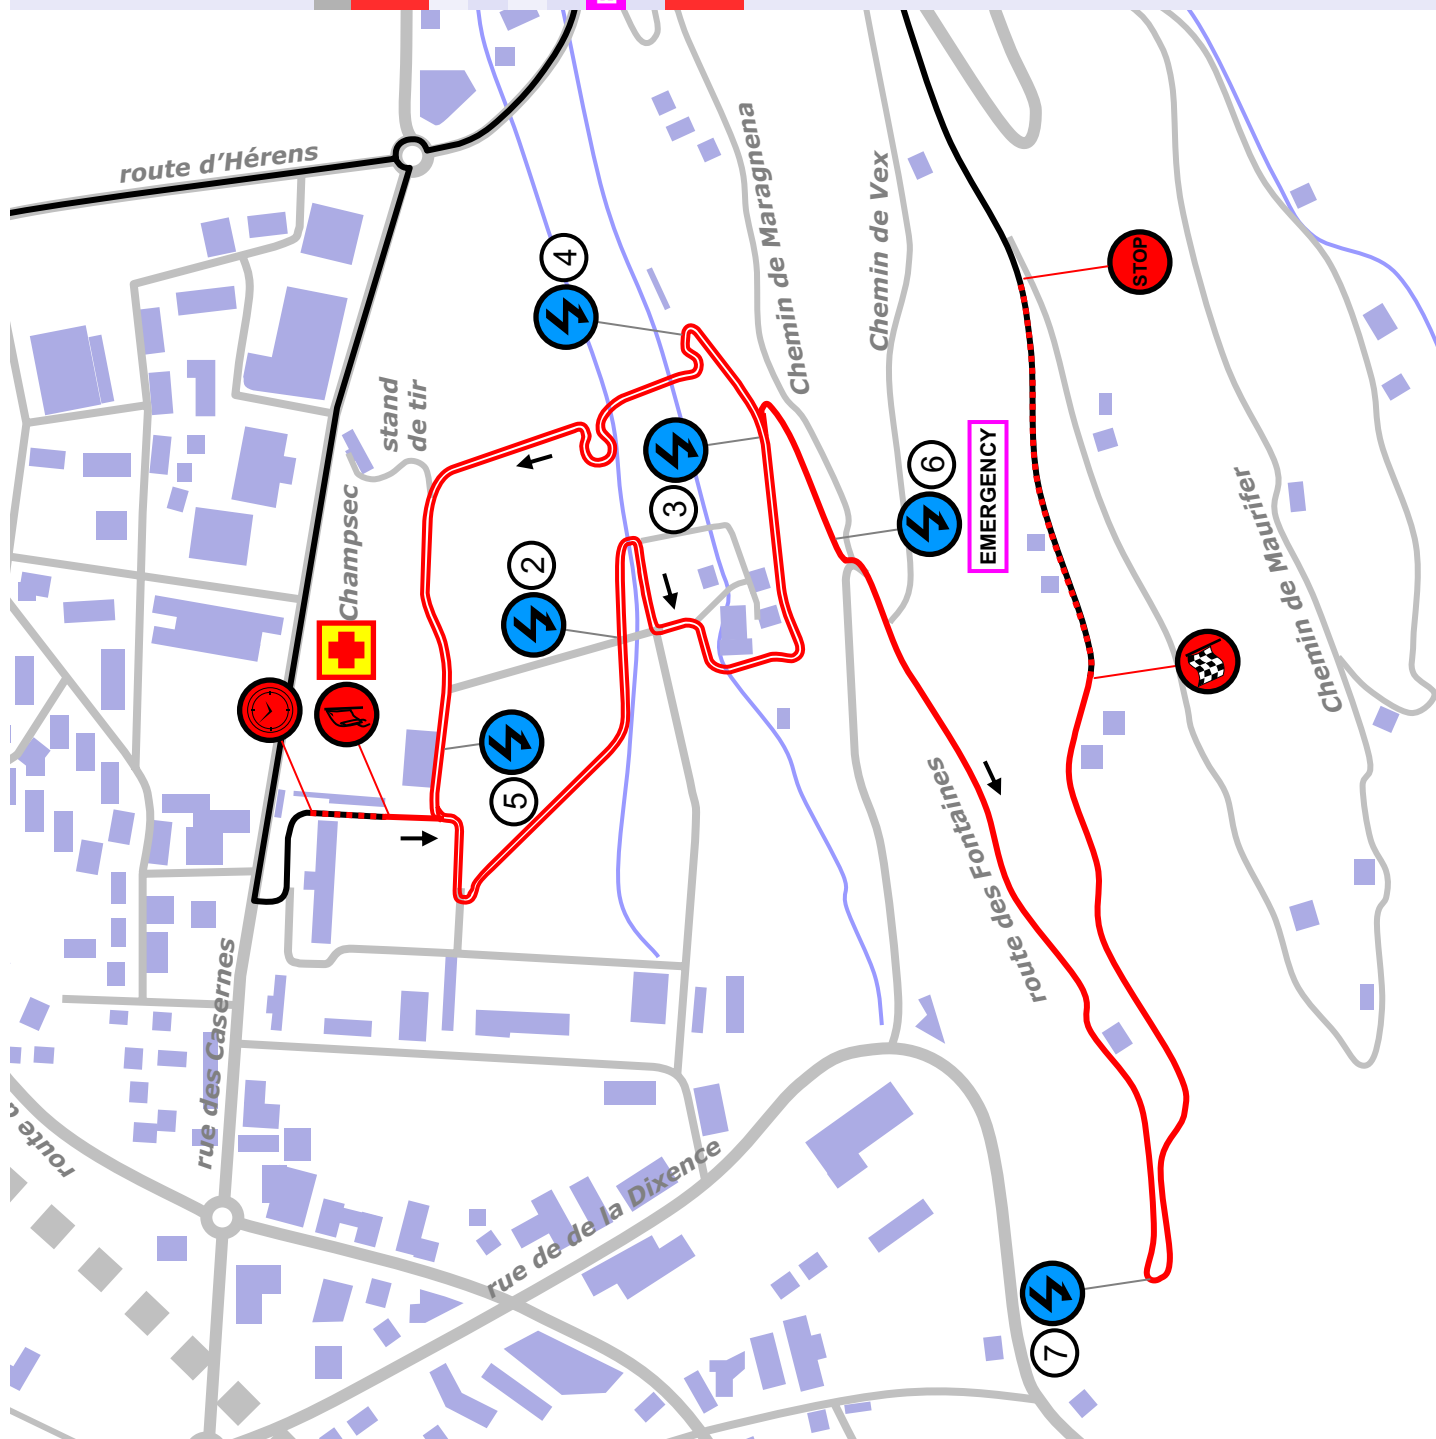 route d'Hérens
Chemin de Maragnena
Chemin de Vex
4
STOP
stand
de tir
3
6
EMERGENCY
Champsec
2
Chemin de Maurifer
5
route des Fontaines
rue des Casernes
route d
rue de de la Dixence
7